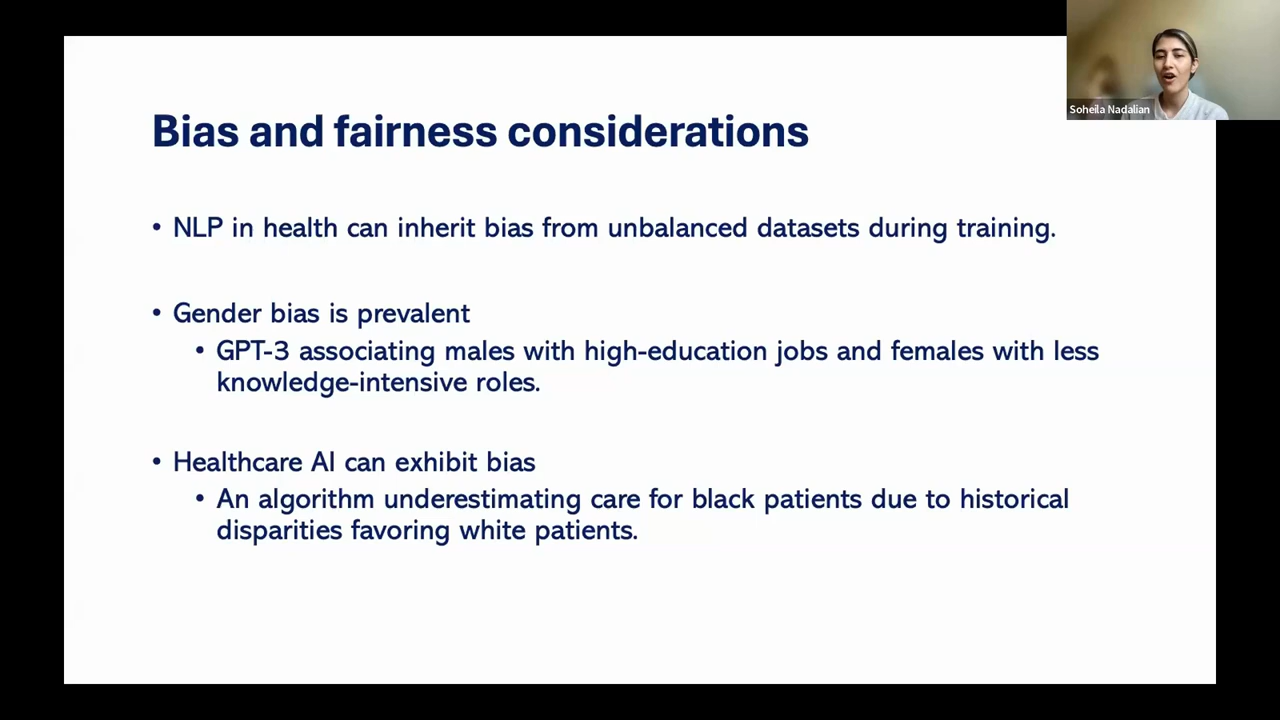 Soheila Nadalian
Bias and fairness considerations
• NLP in health can inherit bias from unbalanced datasets during training.
• Gender bias is prevalent
• GPT-3 associating males with high-education jobs and females with less
knowledge-intensive roles.
• Healthcare AI can exhibit bias
• An algorithm underestimating care for black patients due to historical
disparities favoring white patients.